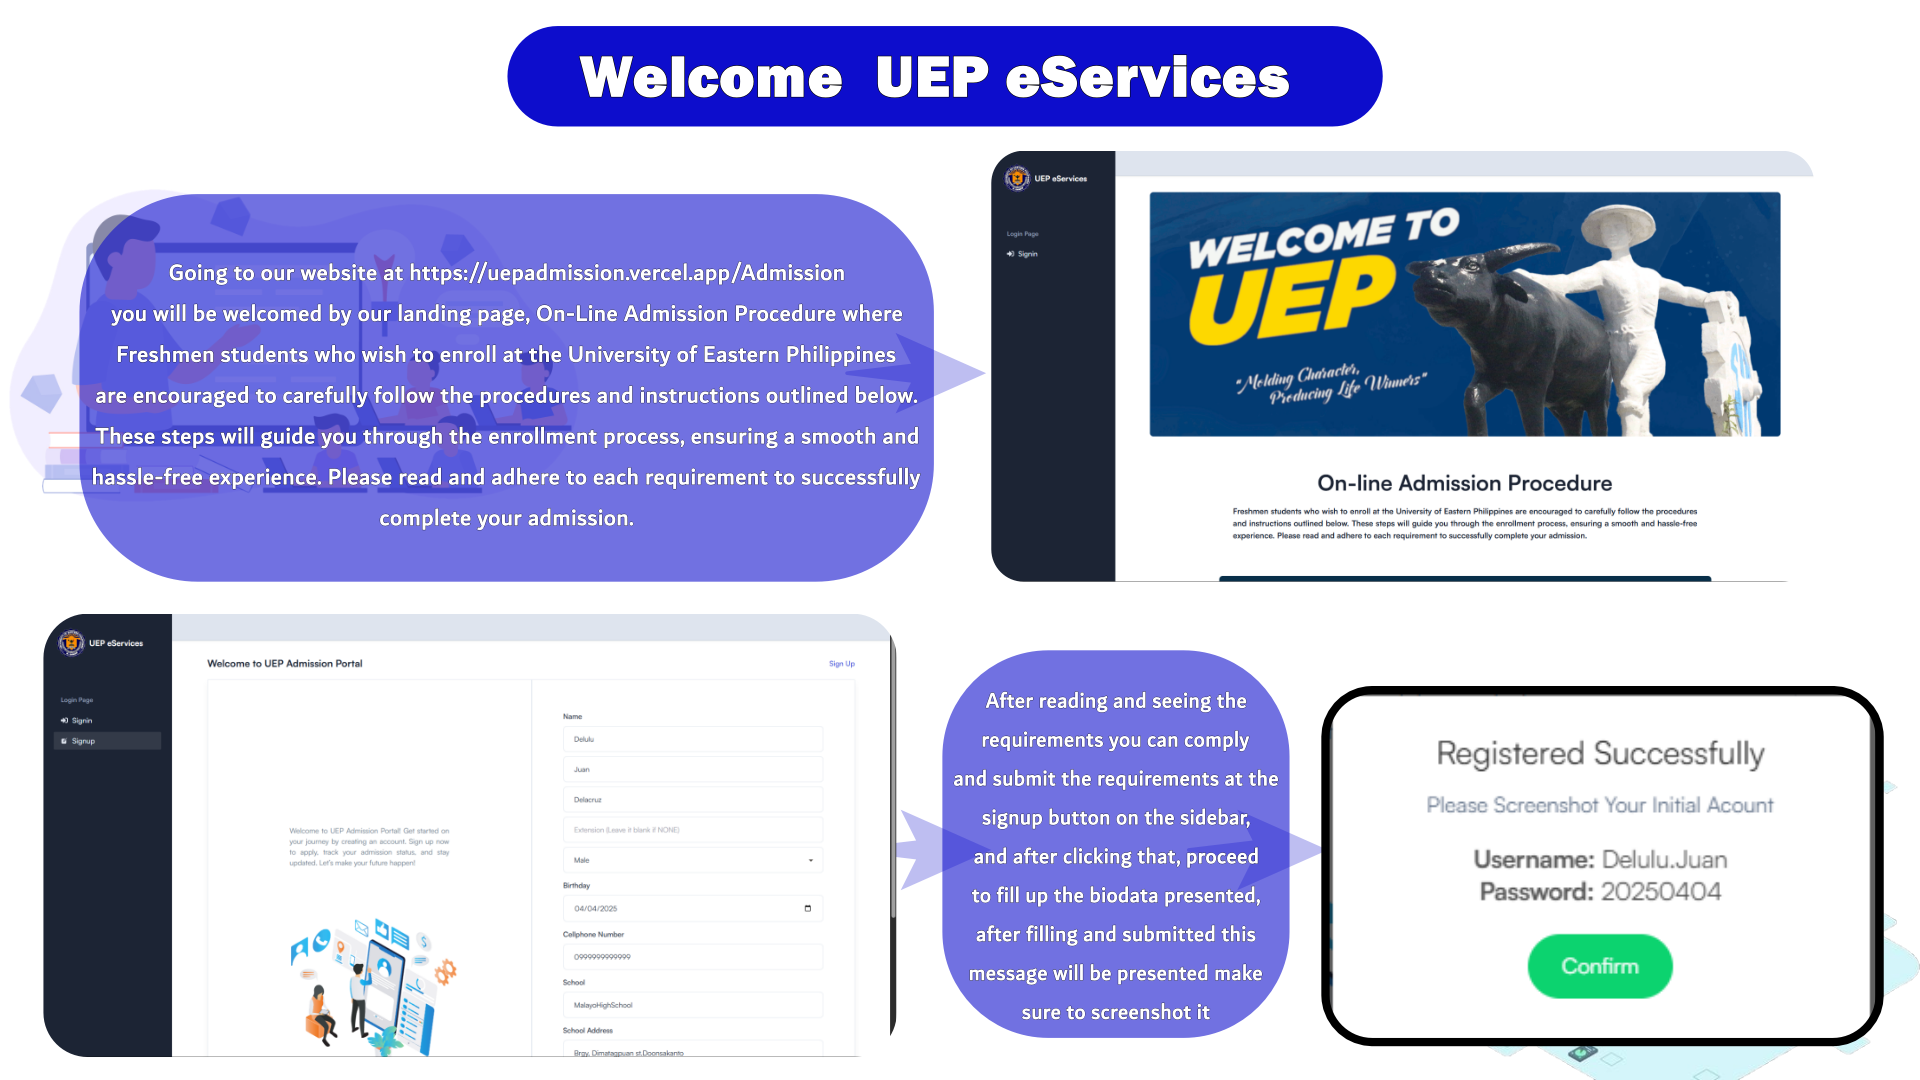 Welcome UEP eServices
Going to our website at https://uepadmission.vercel.app/Admission
you will be welcomed by our landing page, On-Line Admission Procedure where
Freshmen students who wish to enroll at the University of Eastern Philippines
are encouraged to carefully follow the procedures and instructions outlined below.
These steps will guide you through the enrollment process, ensuring a smooth and
hassle-free experience. Please read and adhere to each requirement to successfully
complete your admission.
UEP eServices
Login Page
Signin
WELCOME TO
UEP
"Molding Character,
Producing Life Winners"
On-line Admission Procedure
Freshmen students who wish to enroll at the University of Eastern Philippines are encouraged to carefully follow the procedures
and instructions outlined below. These steps will guide you through the enrollment process, ensuring a smooth and hassle-free
experience. Please read and adhere to each requirement to successfully complete your admission.
UEP eServices
Login Page
Signin
Signup
Welcome to UEP Admission Portal
Sign Up
Welcome to UEP Admission Portal! Get started on
your journey by creating an account. Sign up now
to apply, track your admission status, and stay
updated. Let's make your future happen!
Name
Delulu
Juan
Delacruz
Extension (Leave it blank if NONE)
Male
Birthday
04/04/2025
Cellphone Number
0999999999999
School
MalayoHighSchool
School Address
Brgy, Dimatagpuan st.Doonsakanto
After reading and seeing the
requirements you can comply
and submit the requirements at the
signup button on the sidebar,
and after clicking that, proceed
to fill up the biodata presented,
after filling and submitted this
message will be presented make
sure to screenshot it
Registered Successfully
Please Screenshot Your Initial Acount
Username: Delulu.Juan
Password: 20250404
Confirm